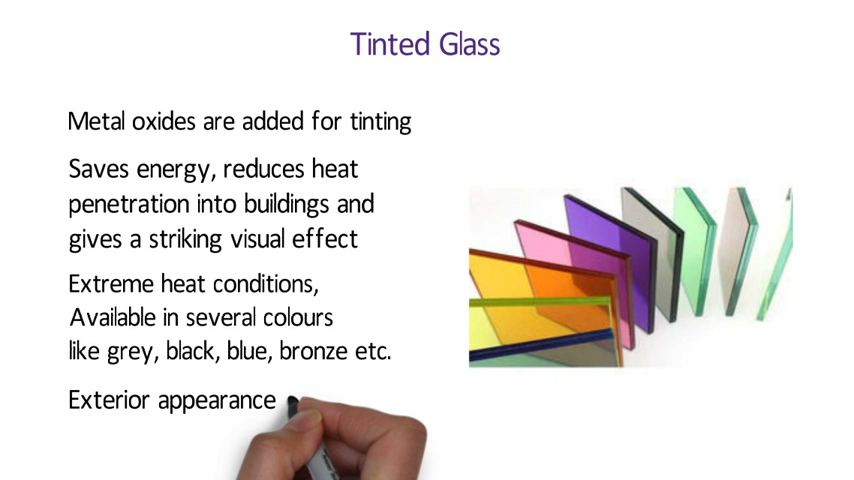 Tinted Glass
Metal oxides are added for tinting
Saves energy, reduces heat
penetration into buildings and
gives a striking visual effect
Extreme heat conditions,
Available in several colours
like grey, black, blue, bronze etc.
Exterior appearance